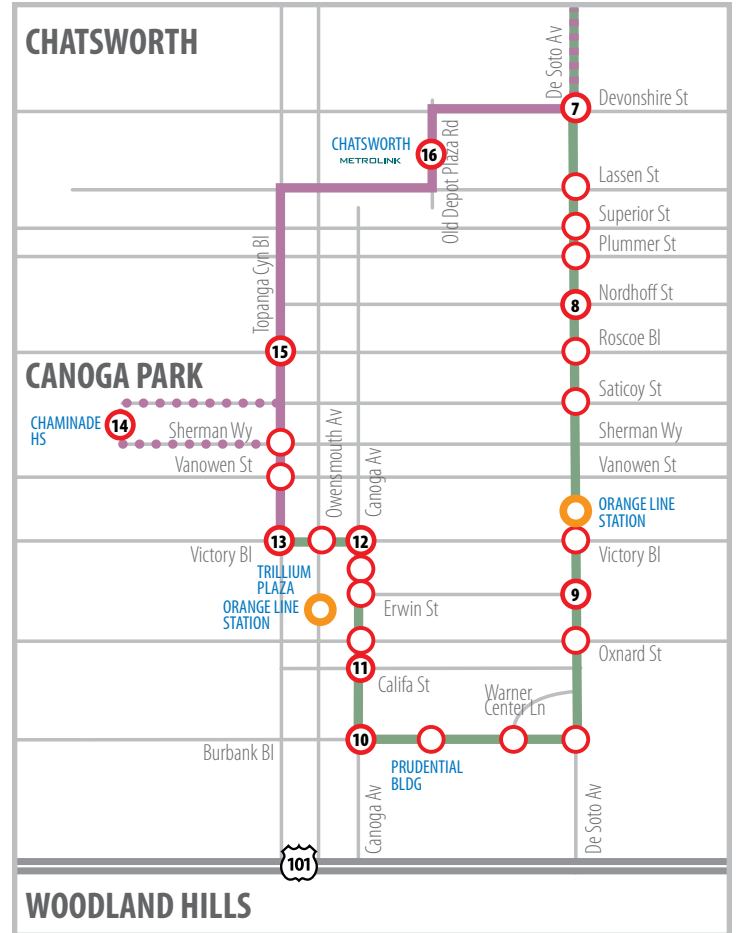 CHATSWORTH
De Soto Av
7
Devonshire St
CHATSWORTH
METROLINK
16
Old Depot Plaza Rd
Lassen St
Superior St
Plummer St
Topanga Cyn Bl
8
Nordhoff St
15
Roscoe Bl
CANOGA PARK
Saticoy St
CHAMINADE
HS
14
Sherman Wy
Sherman Wy
Vanowen St
Owensmouth Av
Canoga Av
Vanowen St
ORANGE LINE
STATION
13
12
Victory Bl
Victory Bl
TRILLIUM
PLAZA
ORANGE LINE
STATION
9
Erwin St
Oxnard St
11
Califa St
Warner
Center Ln
10
Burbank Bl
PRUDENTIAL
BLDG
Canoga Av
De Soto Av
101
WOODLAND HILLS